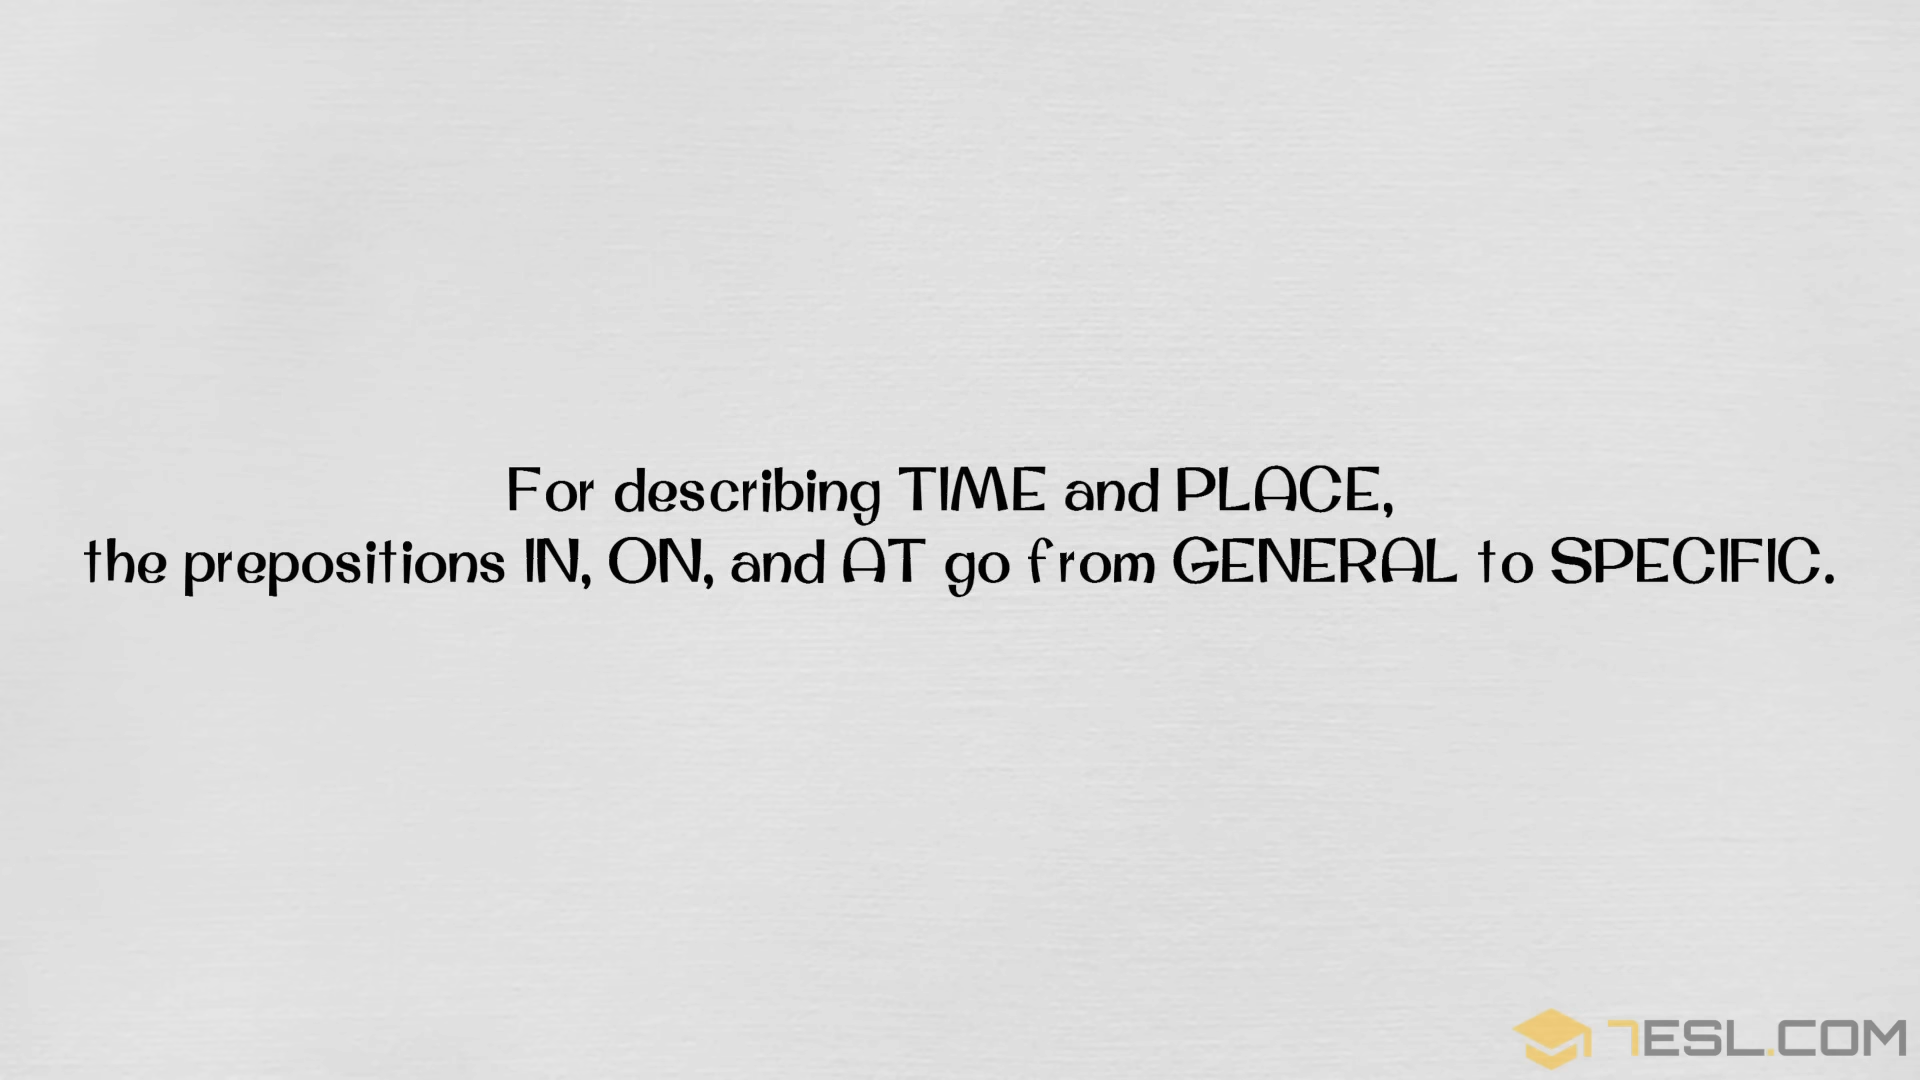 For describing TIME and PLACE,
the prepositions IN, ON, and AT go from GENERAL to SPECIFIC.
7ESL.COM